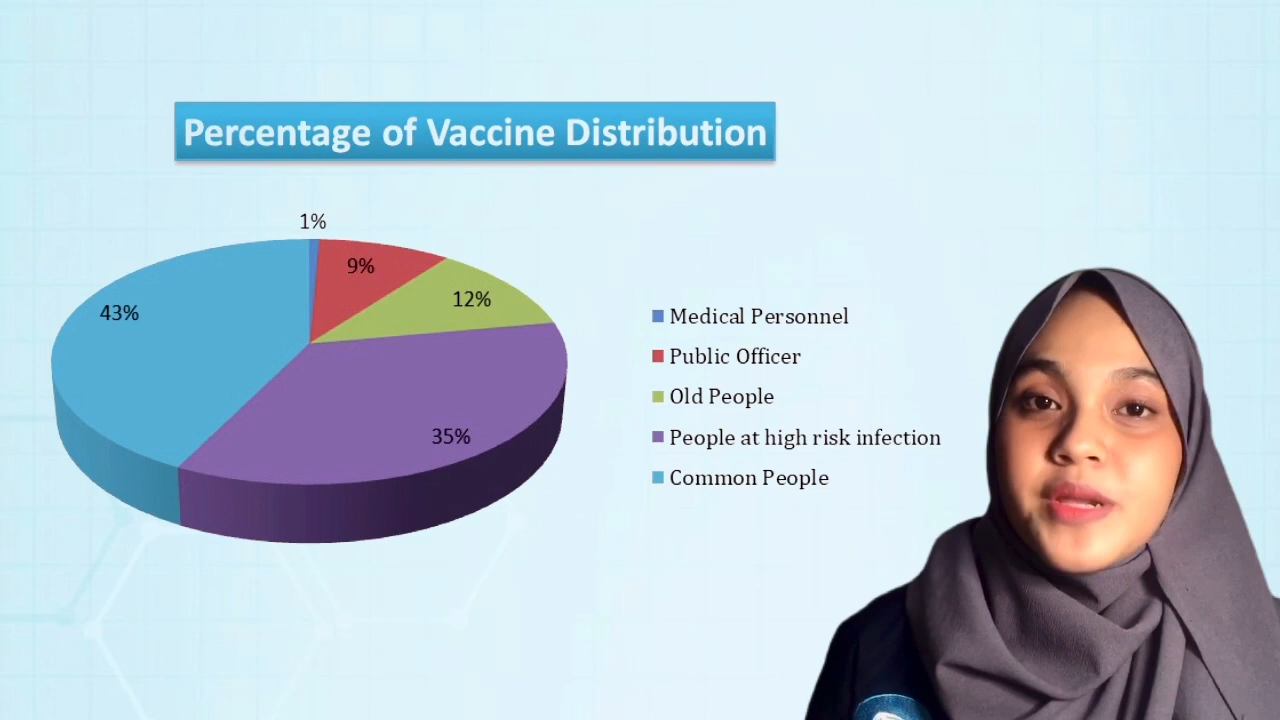 Percentage of Vaccine Distribution
1%
9%
12%
43%
35%
Medical Personnel
Public Officer
Old People
People at high risk infection
Common People